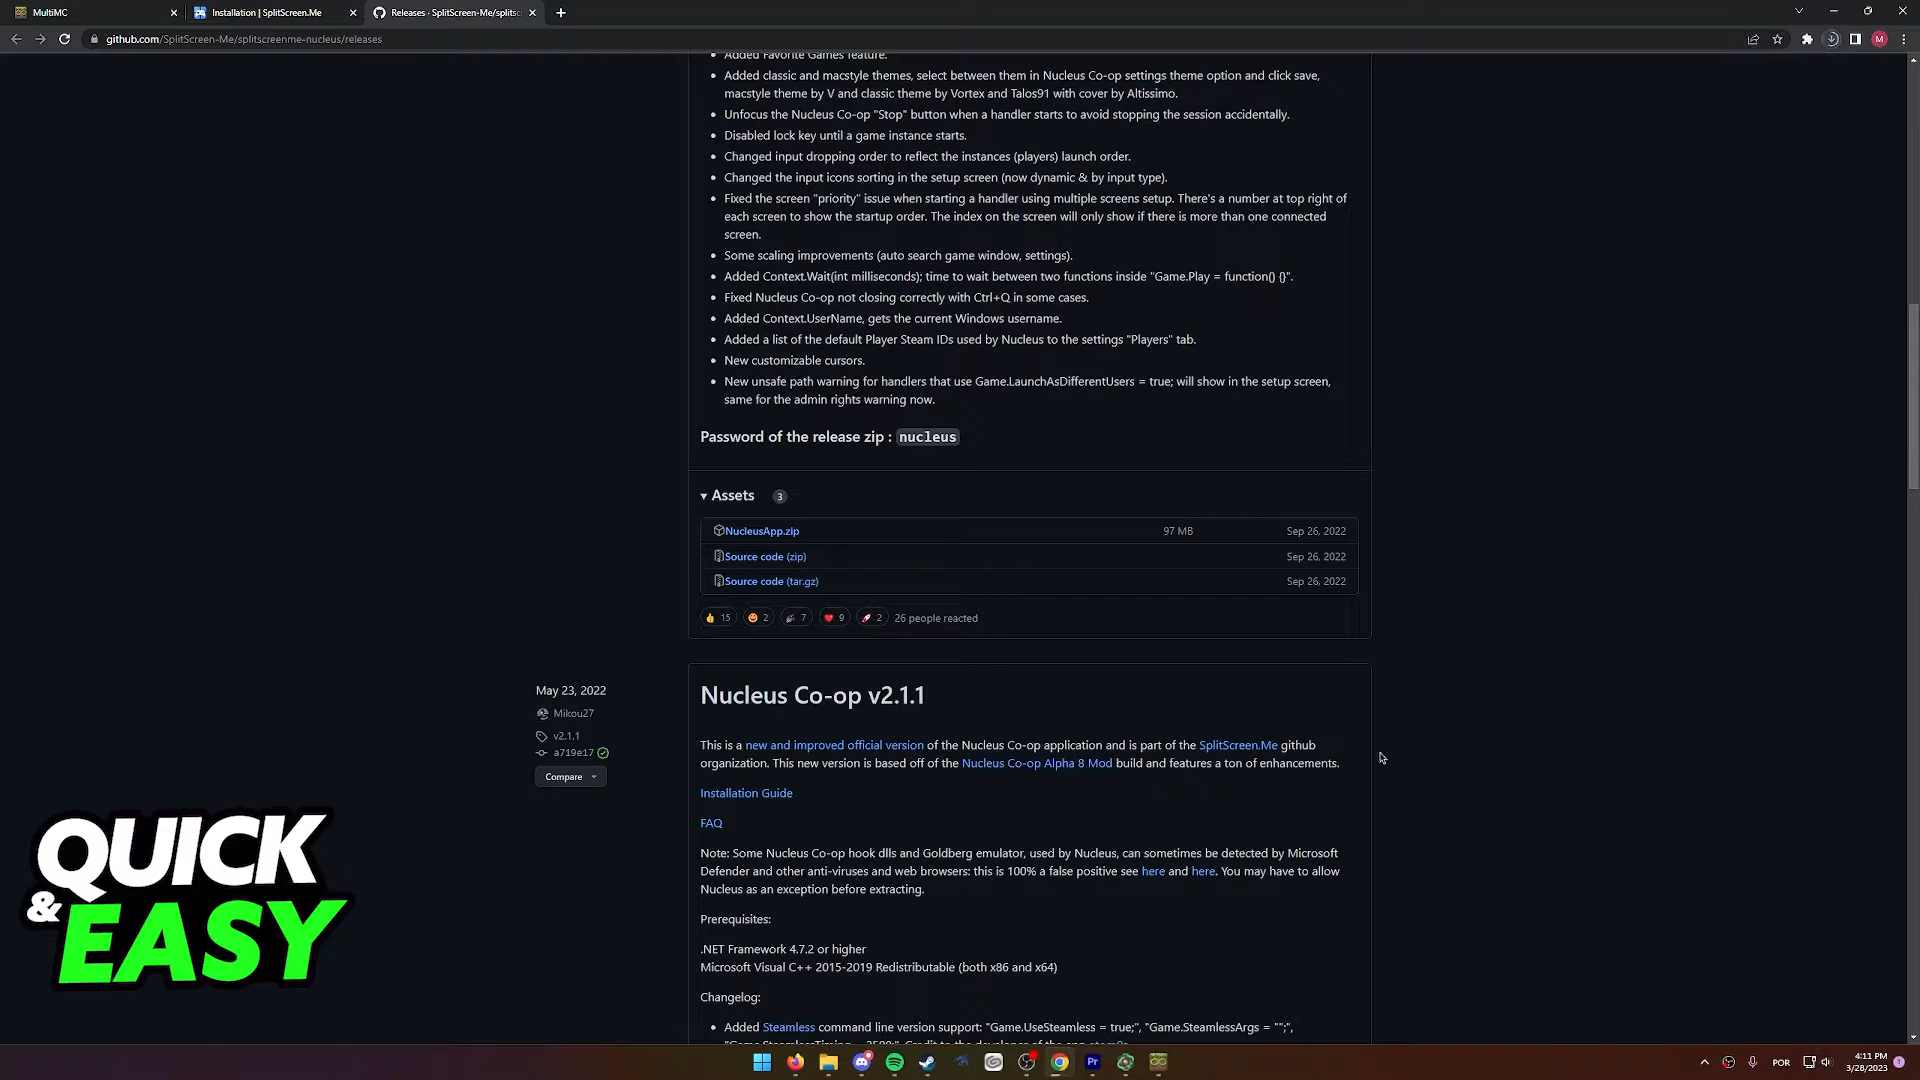 MultiMC
Installation | SplitScreen.Me
Releases · SplitScreen-Me/splitsc
github.com/SplitScreen-Me/splitscreenme-nucleus/releases
M
Added Favorite Games feature.
Added classic and macstyle themes, select between them in Nucleus Co-op settings theme option and click save,
macstyle theme by V and classic theme by Vortex and Talos91 with cover by Altissimo.
Unfocus the Nucleus Co-op "Stop" button when a handler starts to avoid stopping the session accidentally.
Disabled lock key until a game instance starts.
Changed input dropping order to reflect the instances (players) launch order.
Changed the input icons sorting in the setup screen (now dynamic & by input type).
Fixed the screen "priority" issue when starting a handler using multiple screens setup. There's a number at top right of
each screen to show the startup order. The index on the screen will only show if there is more than one connected
screen.
Some scaling improvements (auto search game window, settings).
Added Context.Wait(int milliseconds); time to wait between two functions inside "Game.Play = function() {}".
Fixed Nucleus Co-op not closing correctly with Ctrl+Q in some cases.
Added Context.UserName, gets the current Windows username.
Added a list of the default Player Steam IDs used by Nucleus to the settings "Players" tab.
New customizable cursors.
New unsafe path warning for handlers that use Game.LaunchAsDifferentUsers = true; will show in the setup screen,
same for the admin rights warning now.
Password of the release zip : nucleus
Assets 3
NucleusApp.zip 97 MB Sep 26, 2022
Source code (zip) Sep 26, 2022
Source code (tar.gz) Sep 26, 2022
15 2 7 9 2 26 people reacted
May 23, 2022
Mikou27
v2.1.1
a719e17
Compare
Nucleus Co-op v2.1.1
This is a new and improved official version of the Nucleus Co-op application and is part of the SplitScreen.Me github
organization. This new version is based off of the Nucleus Co-op Alpha 8 Mod build and features a ton of enhancements.
Installation Guide
FAQ
Note: Some Nucleus Co-op hook dlls and Goldberg emulator, used by Nucleus, can sometimes be detected by Microsoft
Defender and other anti-viruses and web browsers: this is 100% a false positive see here and here. You may have to allow
Nucleus as an exception before extracting.
Prerequisites:
.NET Framework 4.7.2 or higher
Microsoft Visual C++ 2015-2019 Redistributable (both x86 and x64)
Changelog:
Added Steamless command line version support: "Game.UseSteamless = true;", "Game.SteamlessArgs = "";",
QUICK
& EASY
Pr
POR
4:11 PM
3/28/2023
1